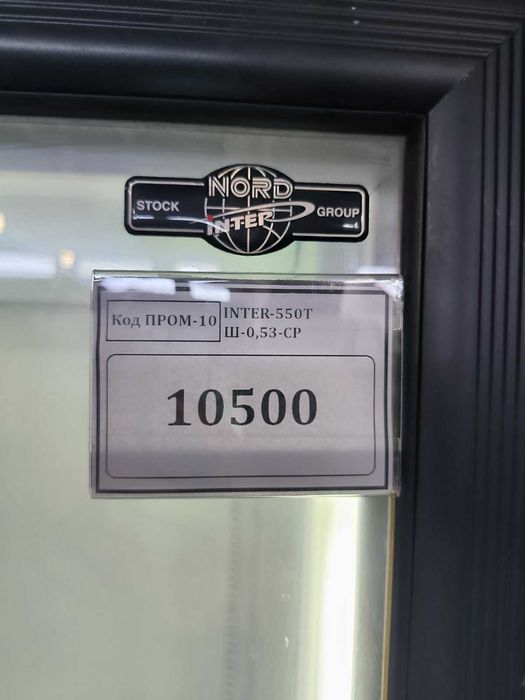 NORD
STOCK INTER GROUP
Код ПРОМ-10 INTER-550T
Ш-0,53-СР
10500